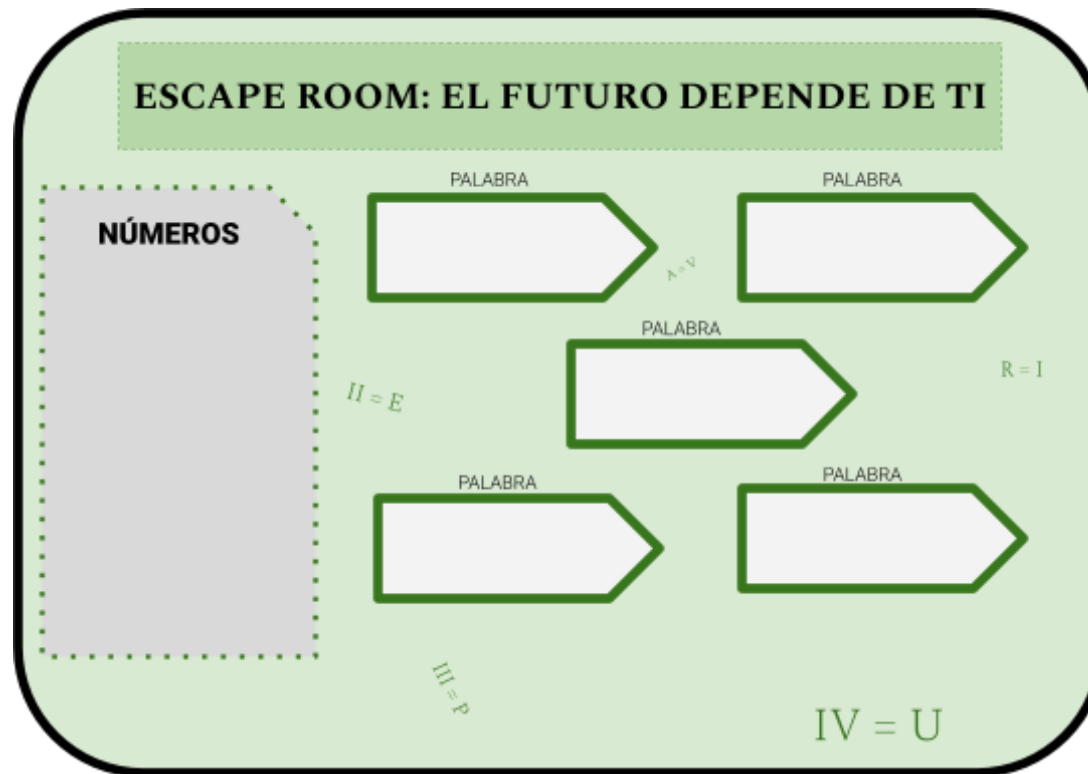 ESCAPE ROOM: EL FUTURO DEPENDE DE TI
NÚMEROS
PALABRA
PALABRA
A = V
PALABRA
R = I
II = E
PALABRA
PALABRA
III = P
IV = U